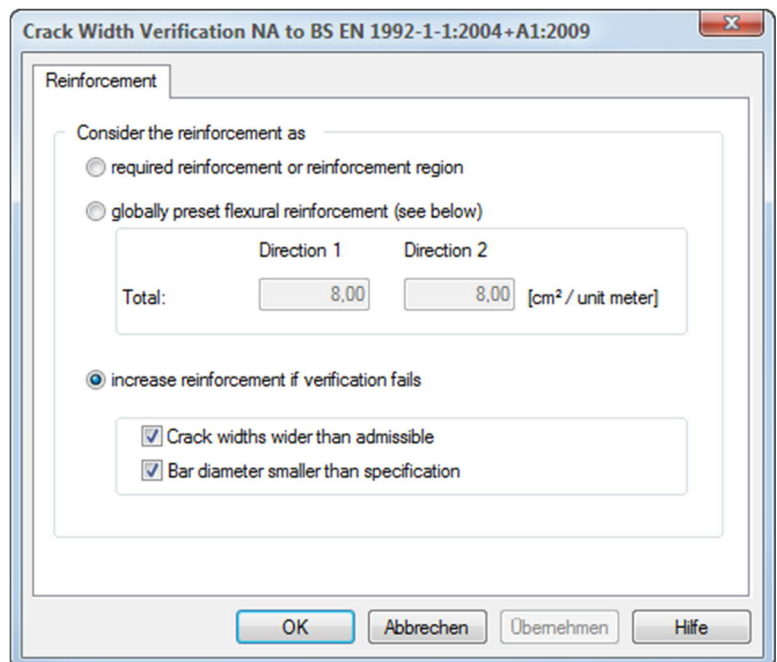 Crack Width Verification NA to BS EN 1992-1-1:2004+A1:2009
Reinforcement
Consider the reinforcement as
required reinforcement or reinforcement region
globally preset flexural reinforcement (see below)
Direction 1 Direction 2
Total: 8,00 8,00 [cm² / unit meter]
increase reinforcement if verification fails
Crack widths wider than admissible
Bar diameter smaller than specification
OK Abbrechen Übernehmen Hilfe